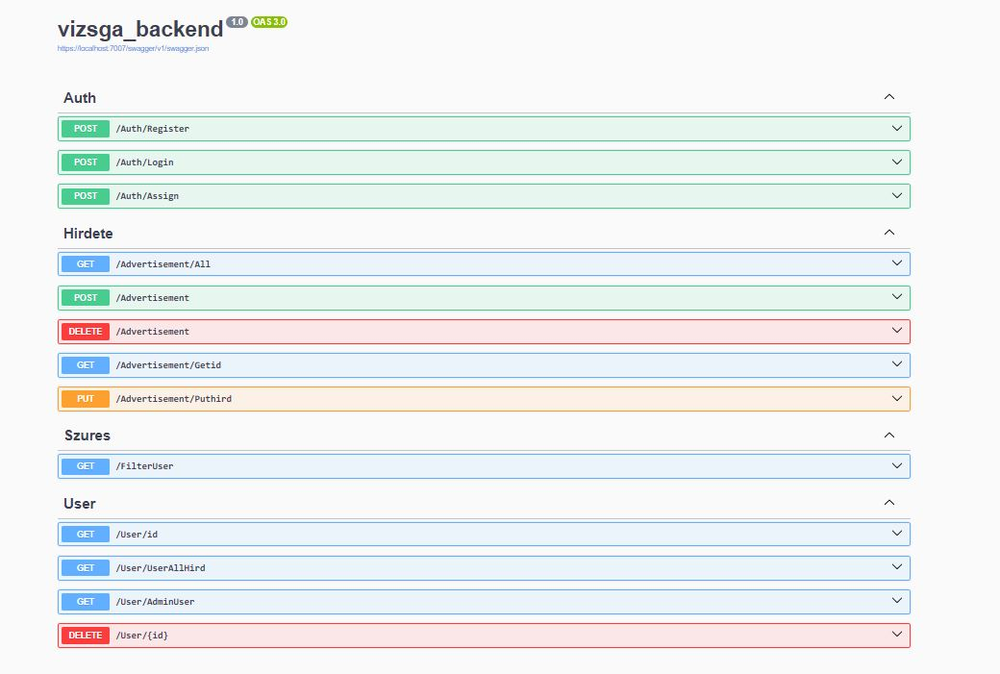 vizsga_backend 1.0 OAS 3.0
https://localhost:7007/swagger/v1/swagger.json
Auth
POST /Auth/Register
POST /Auth/Login
POST /Auth/Assign
Hirdete
GET /Advertisement/All
POST /Advertisement
DELETE /Advertisement
GET /Advertisement/Getid
PUT /Advertisement/Puthird
Szures
GET /FilterUser
User
GET /User/id
GET /User/UserAllHird
GET /User/AdminUser
DELETE /User/{id}